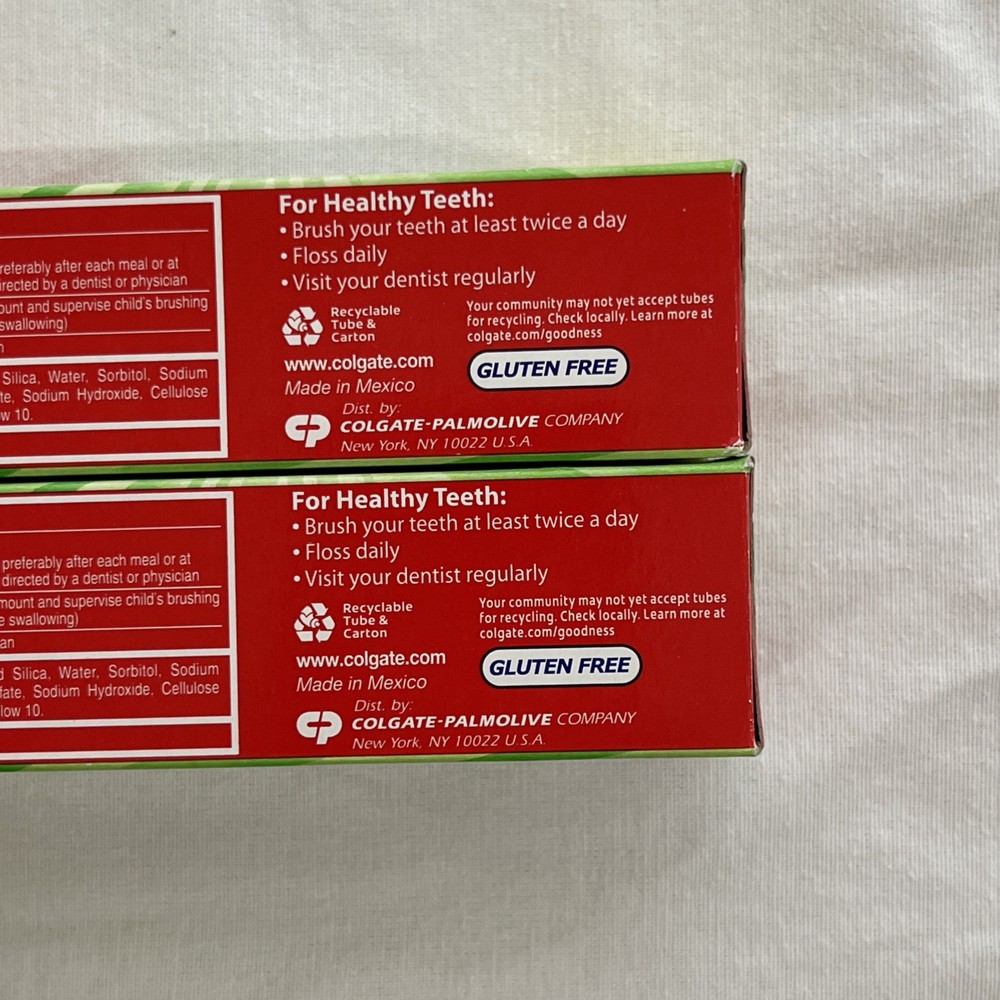 For Healthy Teeth:
• Brush your teeth at least twice a day
• Floss daily
• Visit your dentist regularly
after each meal or at
directed by a dentist or physician
and supervise child's brushing
swallowing)
Silica, Water, Sorbitol, Sodium
Sodium Hydroxide, Cellulose
10.
Recyclable
Tube &
Carton
Your community may not yet accept tubes
for recycling. Check locally. Learn more at
colgate.com/goodness
www.colgate.com
GLUTEN FREE
Made in Mexico
CP
Dist. by:
COLGATE-PALMOLIVE COMPANY
New York, NY 10022 U.S.A.
For Healthy Teeth:
• Brush your teeth at least twice a day
• Floss daily
• Visit your dentist regularly
preferably after each meal or at
directed by a dentist or physician
and supervise child's brushing
swallowing)
Silica, Water, Sorbitol, Sodium
Sodium Hydroxide, Cellulose
10.
Recyclable
Tube &
Carton
Your community may not yet accept tubes
for recycling. Check locally. Learn more at
colgate.com/goodness
www.colgate.com
GLUTEN FREE
Made in Mexico
CP
Dist. by:
COLGATE-PALMOLIVE COMPANY
New York, NY 10022 U.S.A.